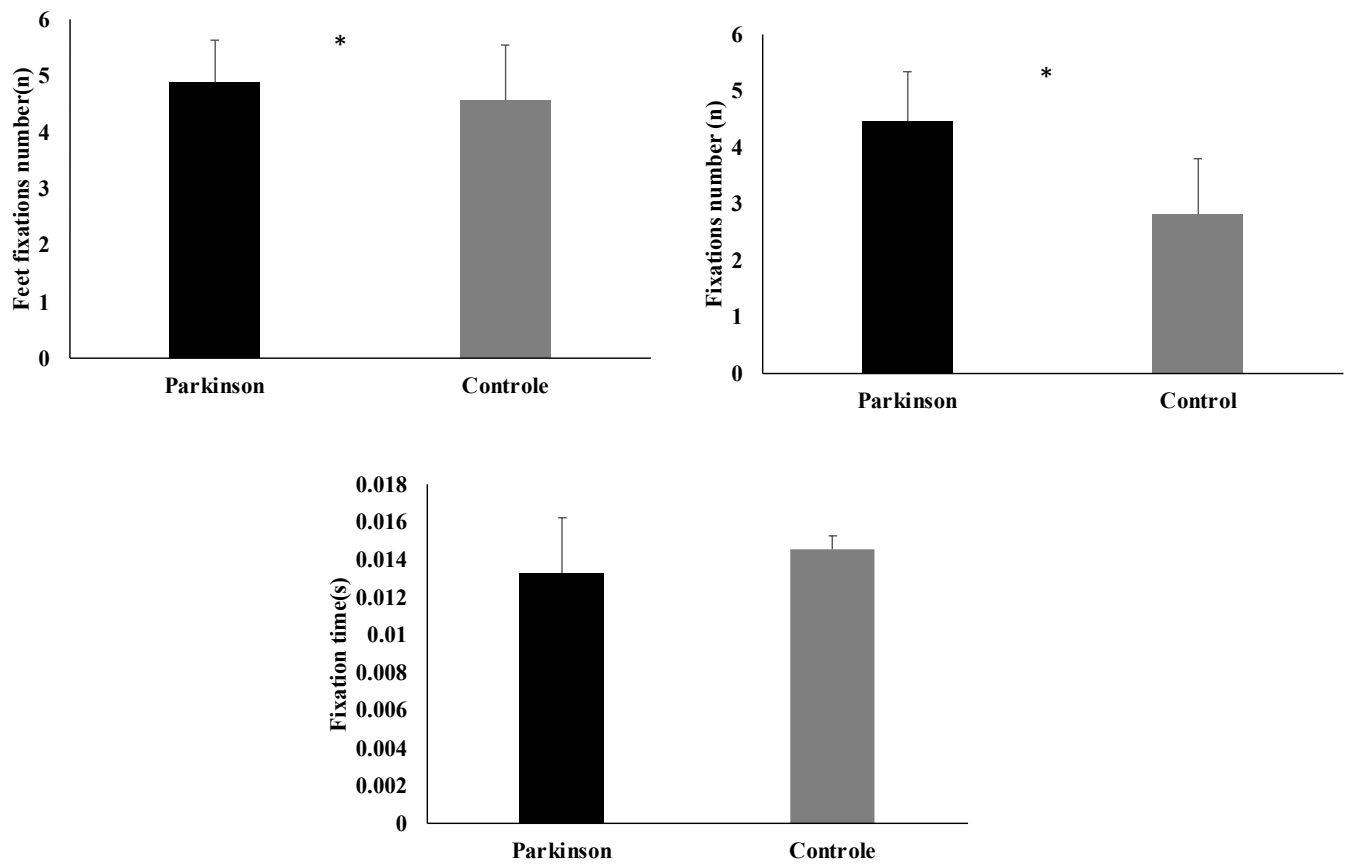 Feet fixations number(n)
6
5
4
3
2
1
0
*
Parkinson
Controle
Fixations number (n)
6
5
4
3
2
1
0
*
Parkinson
Control
Fixation time(s)
0.018
0.016
0.014
0.012
0.01
0.008
0.006
0.004
0.002
0
Parkinson
Controle